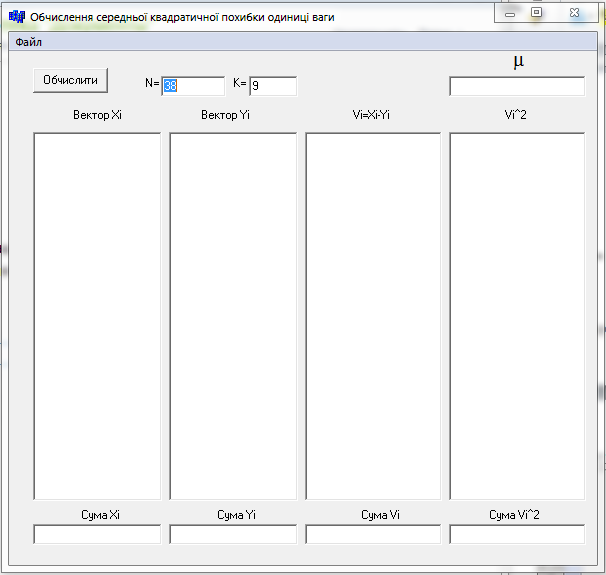 Обчислення середньої квадратичної похибки одиниці ваги
Файл
μ
Обчислити N= 38 K= 9
Вектор Xi Вектор Yi Vi=Xi-Yi Vi^2
Сума Xi Сума Yi Сума Vi Сума Vi^2